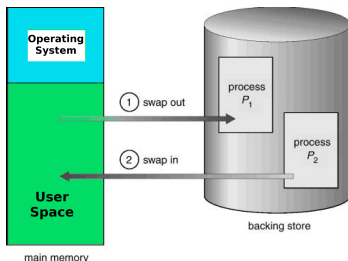 Operating
System
1 swap out
process
P1
2 swap in
process
P2
User
Space
backing store
main memory